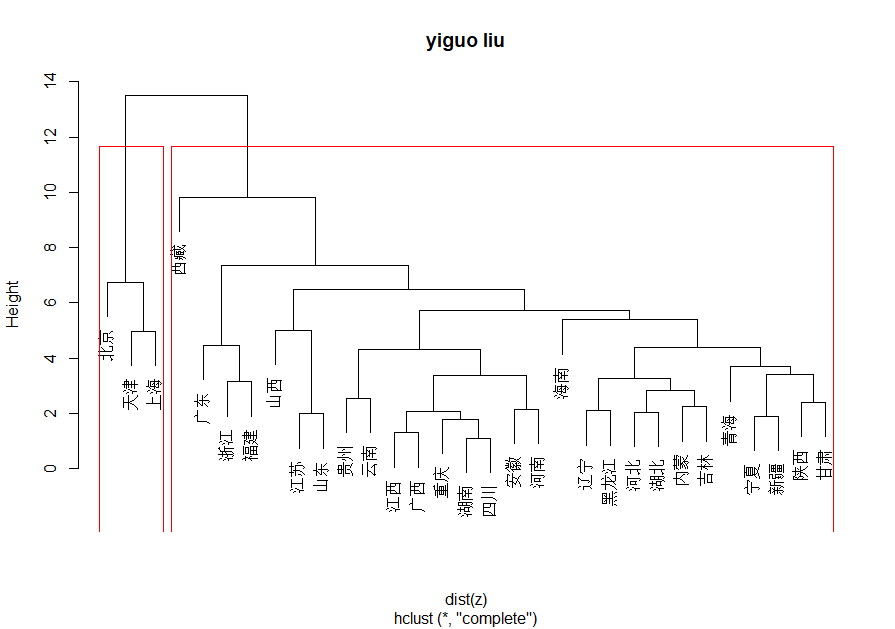 yiguo liu
Height
14
12
10
8
6
4
2
0
北京
天津
上海
西藏
广东
浙江
福建
山西
江苏
山东
贵州
云南
江西
广西
重庆
湖南
四川
安徽
河南
海南
辽宁
黑龙江
河北
湖北
内蒙
吉林
青海
宁夏
新疆
陕西
甘肃
dist(z)
hclust (*, "complete")